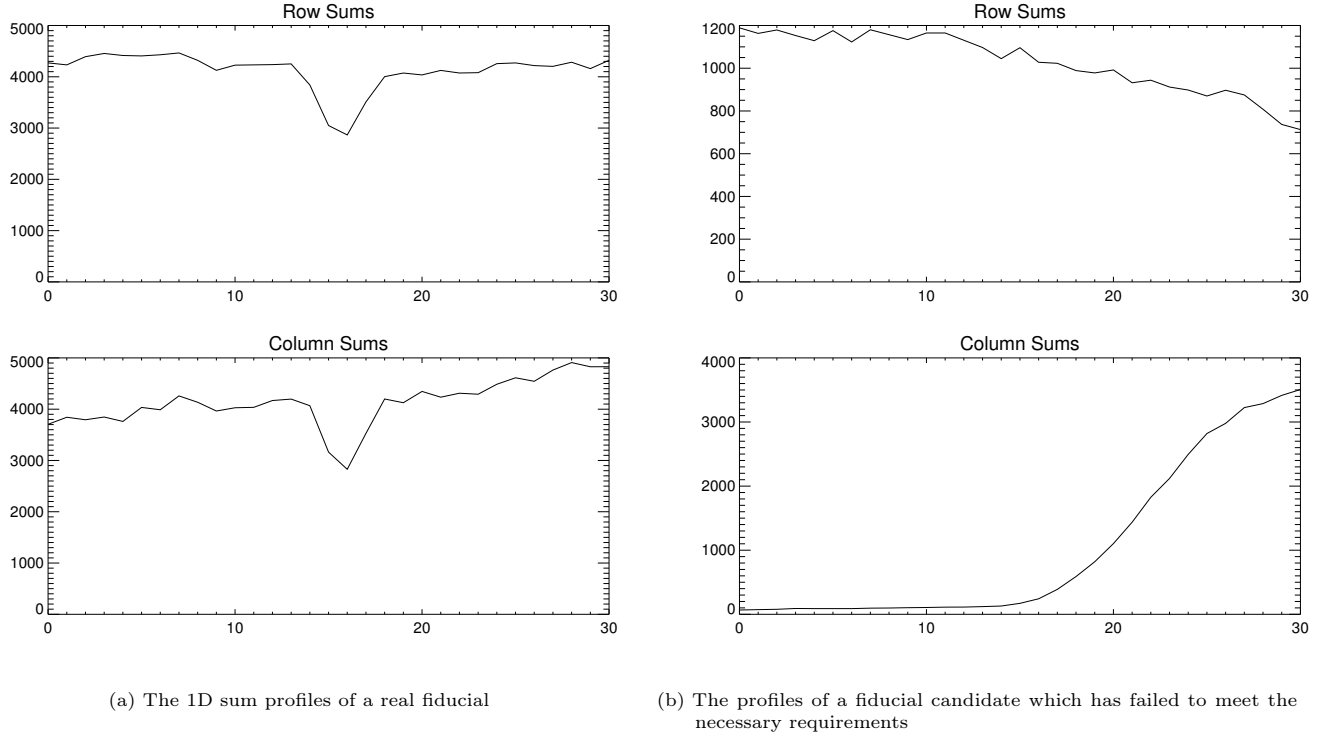 Row Sums
5000
4000
3000
2000
1000
0
0 10 20 30
Column Sums
5000
4000
3000
2000
1000
0
0 10 20 30
(a) The 1D sum profiles of a real fiducial
Row Sums
1200
1000
800
600
400
200
0
0 10 20 30
Column Sums
4000
3000
2000
1000
0
0 10 20 30
(b) The profiles of a fiducial candidate which has failed to meet the
necessary requirements